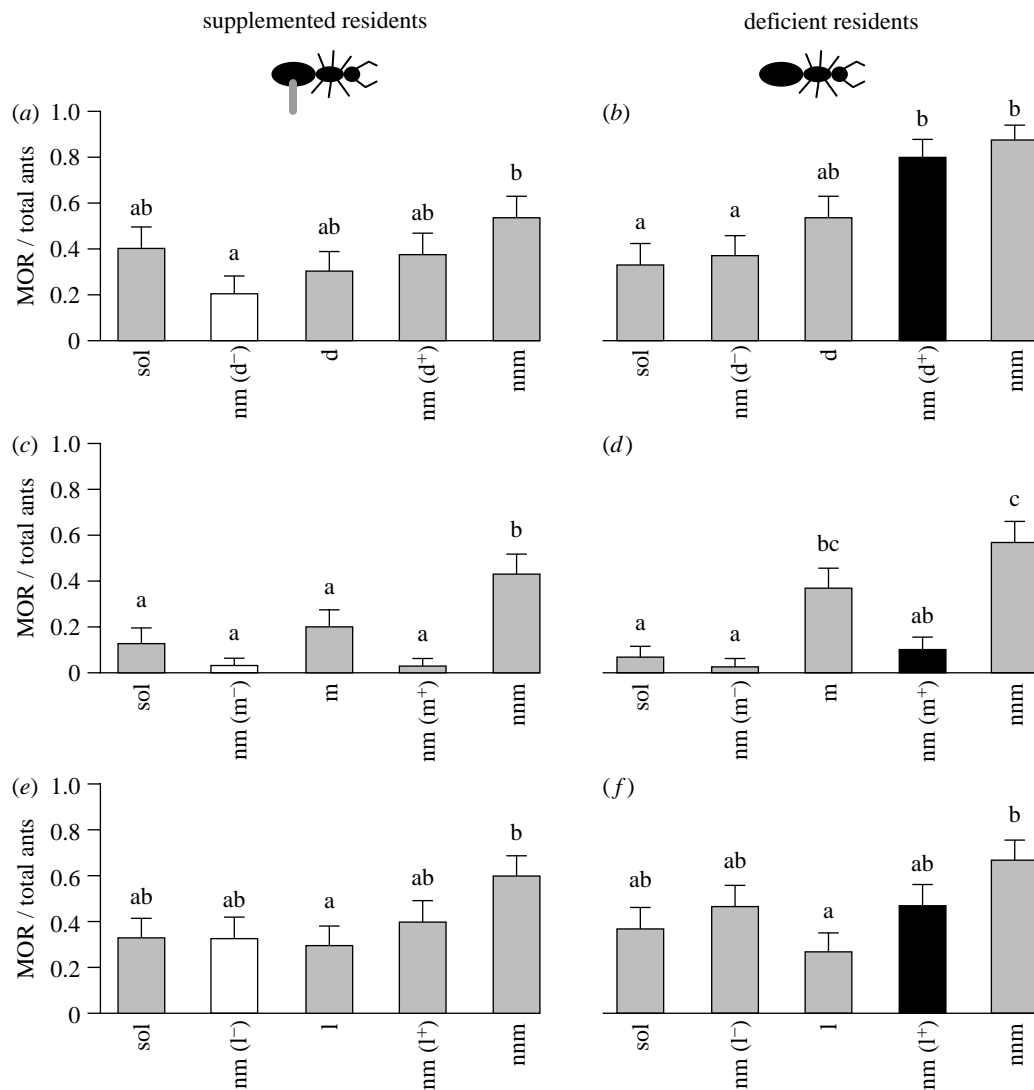 supplemented residents
deficient residents
(a)
(b)
1.0
0.8
0.6
0.4
0.2
0
MOR / total ants
ab
a
ab
ab
b
a
a
ab
b
b
sol
nm (d⁻)
d
nm (d⁺)
nnm
sol
nm (d⁻)
d
nm (d⁺)
nnm
(c)
(d)
1.0
0.8
0.6
0.4
0.2
0
MOR / total ants
a
a
a
a
b
a
a
bc
ab
c
sol
nm (m⁻)
m
nm (m⁺)
nnm
sol
nm (m⁻)
m
nm (m⁺)
nnm
(e)
(f)
1.0
0.8
0.6
0.4
0.2
0
MOR / total ants
ab
ab
a
ab
b
ab
ab
a
ab
b
sol
nm (l⁻)
l
nm (l⁺)
nnm
sol
nm (l⁻)
l
nm (l⁺)
nnm